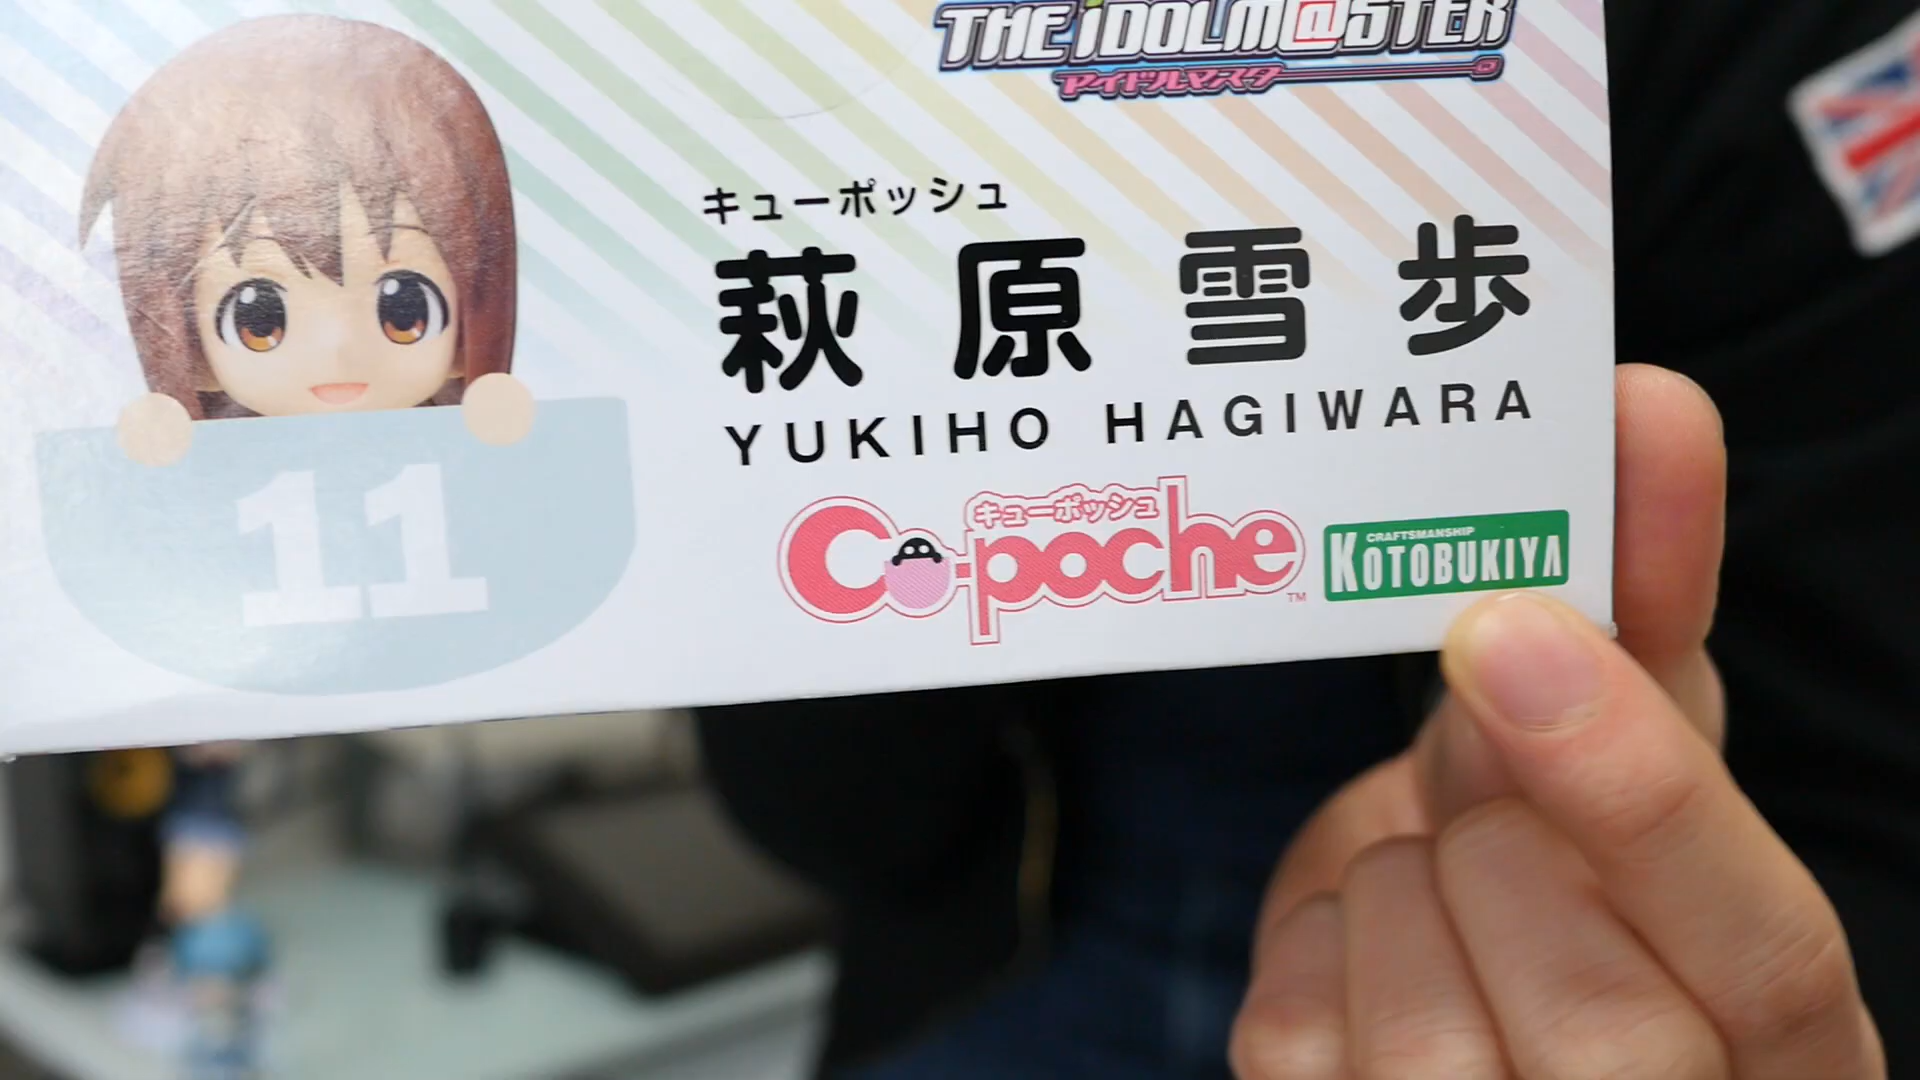 THE iDOLM@STER
アイドルマスター
キューポッシュ
萩原雪歩
YUKIHO HAGIWARA
11
キューポッシュ
Cu-poche
TM
CRAFTSMANSHIP
KOTOBUKIYA